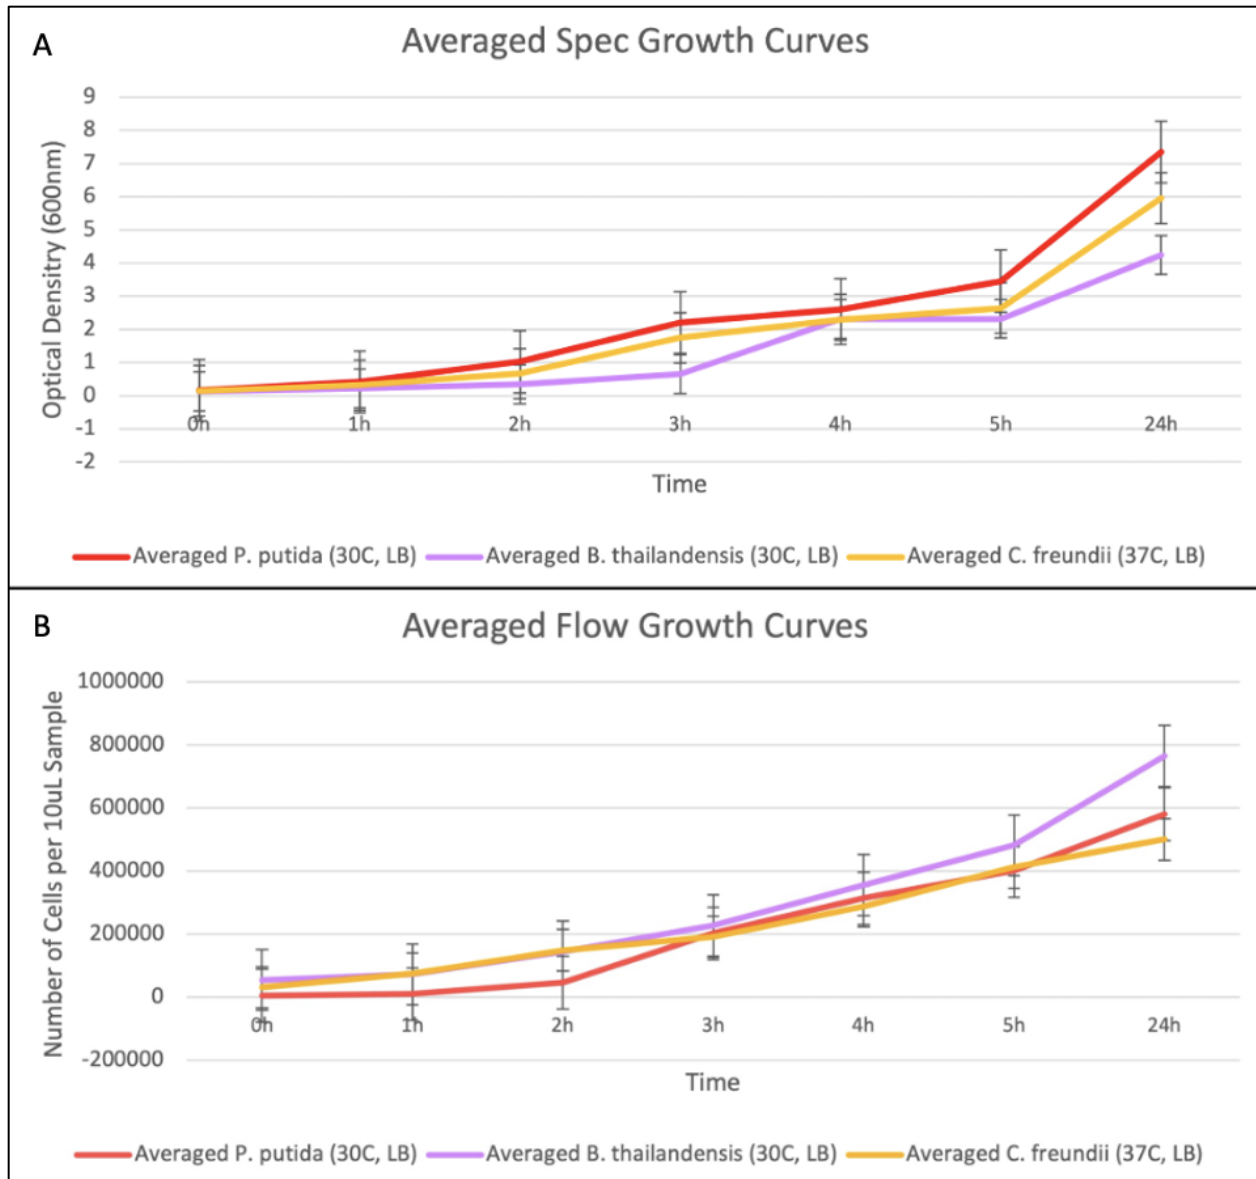 A
Averaged Spec Growth Curves
9
8
7
6
5
4
3
2
1
0
-1
-2
Optical Densitry (600nm)
0h 1h 2h 3h 4h 5h 24h
Time
Averaged P. putida (30C, LB) Averaged B. thailandensis (30C, LB) Averaged C. freundii (37C, LB)
B
Averaged Flow Growth Curves
1000000
800000
600000
400000
200000
0
-200000
Number of Cells per 10uL Sample
0h 1h 2h 3h 4h 5h 24h
Time
Averaged P. putida (30C, LB) Averaged B. thailandensis (30C, LB) Averaged C. freundii (37C, LB)